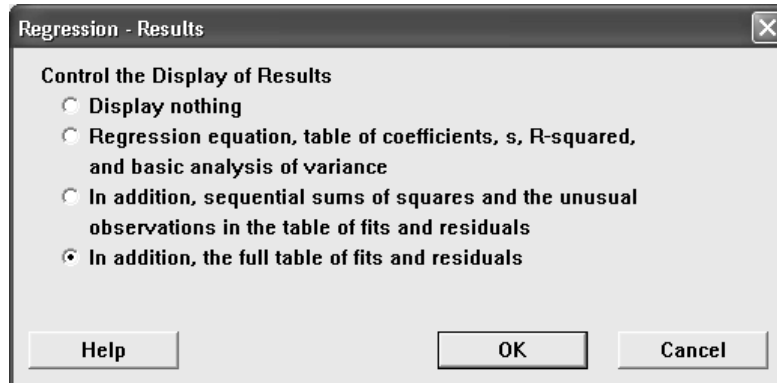 Regression - Results
Control the Display of Results
Display nothing
Regression equation, table of coefficients, s, R-squared,
and basic analysis of variance
In addition, sequential sums of squares and the unusual
observations in the table of fits and residuals
In addition, the full table of fits and residuals
Help
OK
Cancel